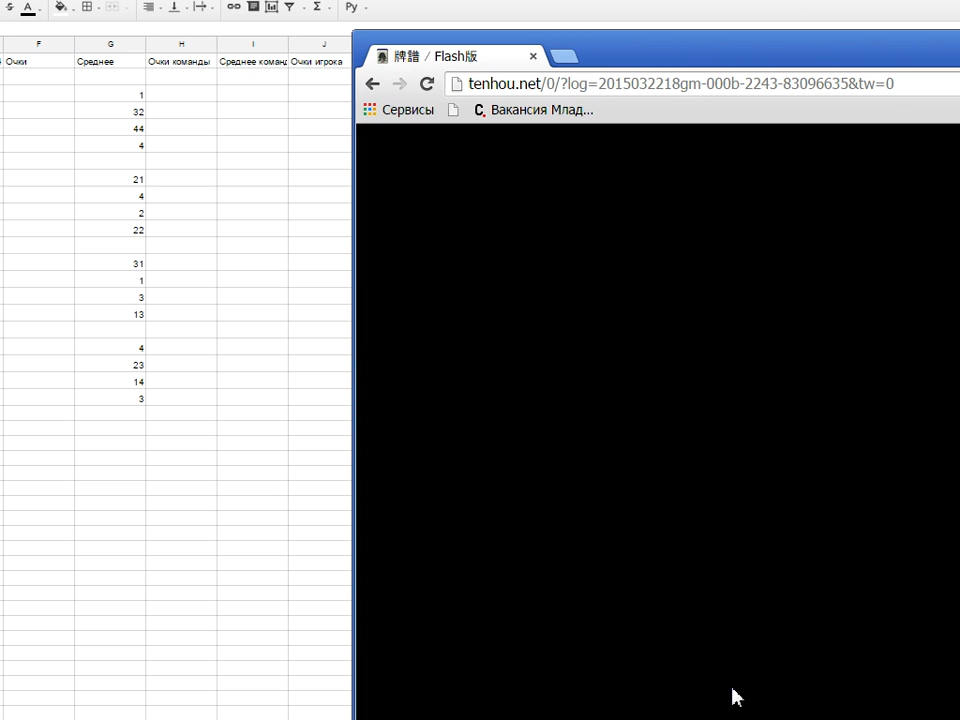 A
Σ
Ру
F G H I J
Очки Среднее Очки команды Среднее коман Очки игрока
1
32
44
4
21
4
2
22
31
1
3
13
4
23
14
3
牌譜 / Flash版 ×
tenhou.net/0/?log=2015032218gm-000b-2243-83096635&tw=0
Сервисы C Вакансия Млад...